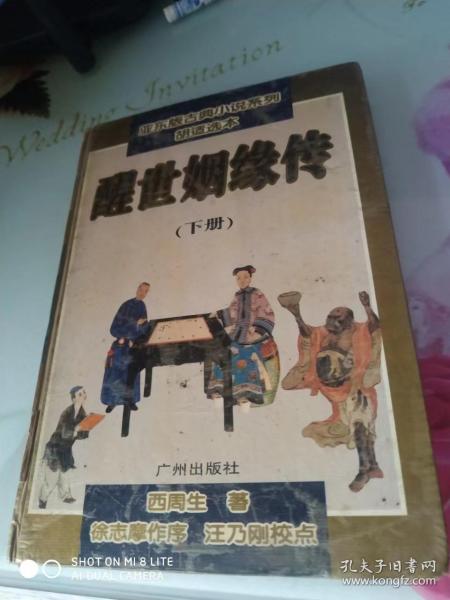 Wedding Invitation
亚东版古典小说系列
胡适选本
醒世姻缘传
(下册)
广州出版社
西周生 著
徐志摩作序 汪乃刚校点
SHOT ON MI 8 LITE
AI DUAL CAMERA
孔夫子旧书网
www.kongfz.com